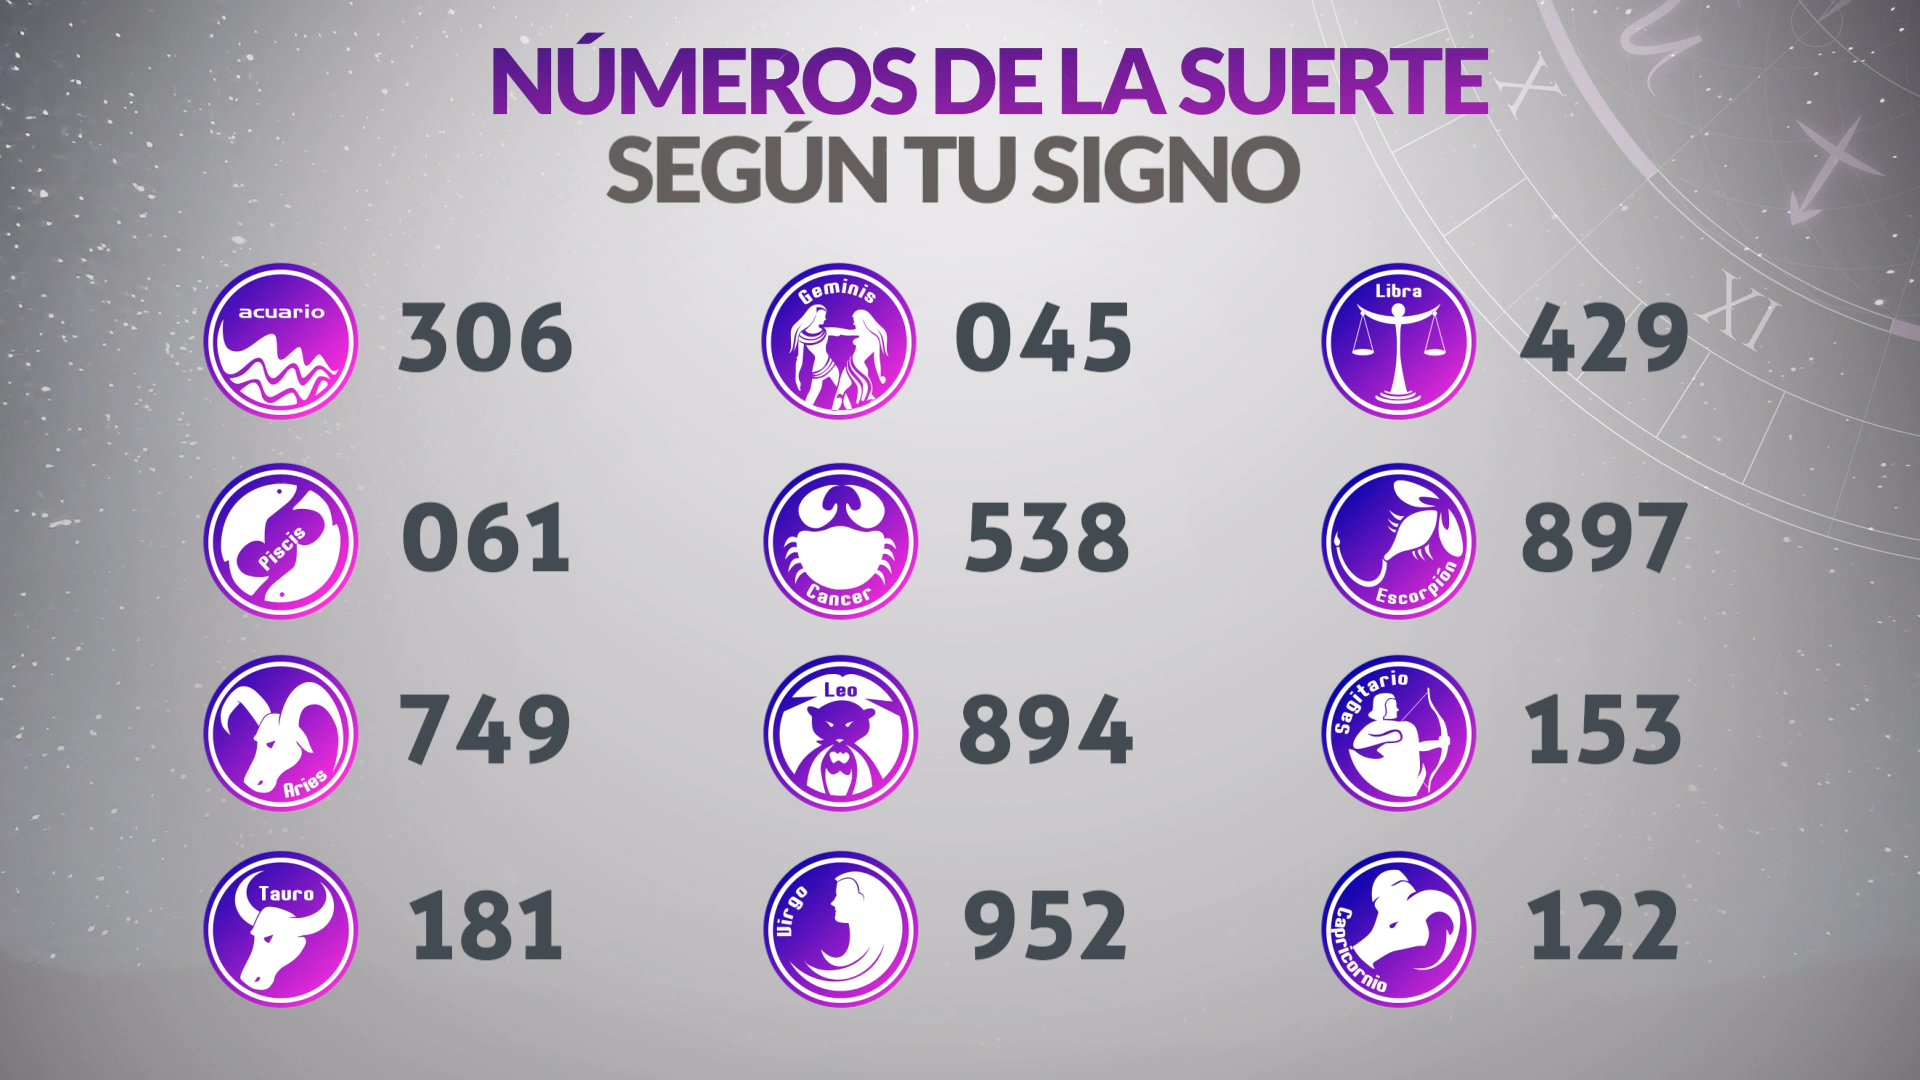 NÚMEROS DE LA SUERTE
SEGÚN TU SIGNO
acuario 306
Geminis 045
Libra 429
Piscis 061
Cancer 538
Escorpión 897
Aries 749
Leo 894
Sagitario 153
Tauro 181
Virgo 952
Capricornio 122
X
XI